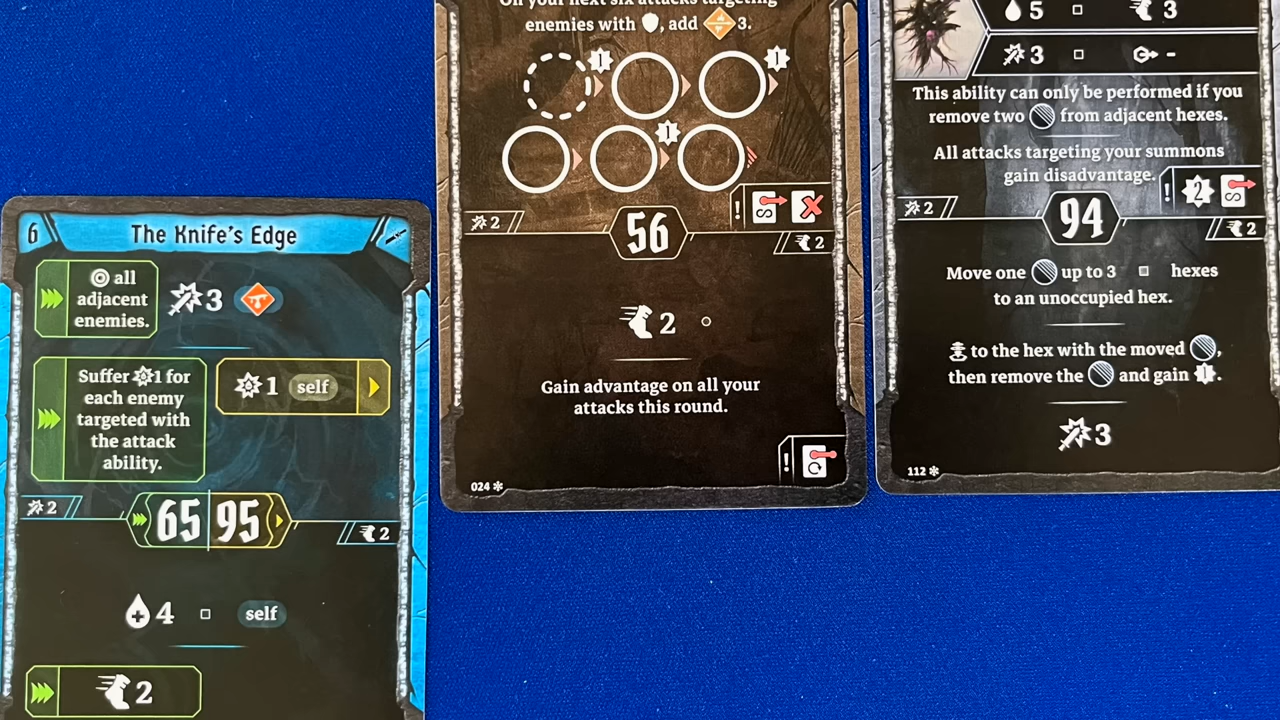 6
The Knife's Edge
all
adjacent
enemies.
3
Suffer 1 for
each enemy
targeted with
the attack
ability.
1 self
2
65 95
2
4 self
2
enemies with , add 3.
1
1
1
2
56
2
2
Gain advantage on all your
attacks this round.
024
5 3
3 -
This ability can only be performed if you
remove two from adjacent hexes.
All attacks targeting your summons
gain disadvantage.
! 2 S
2
94
2
Move one up to 3 hexes
to an unoccupied hex.
to the hex with the moved ,
then remove the and gain 1.
3
112